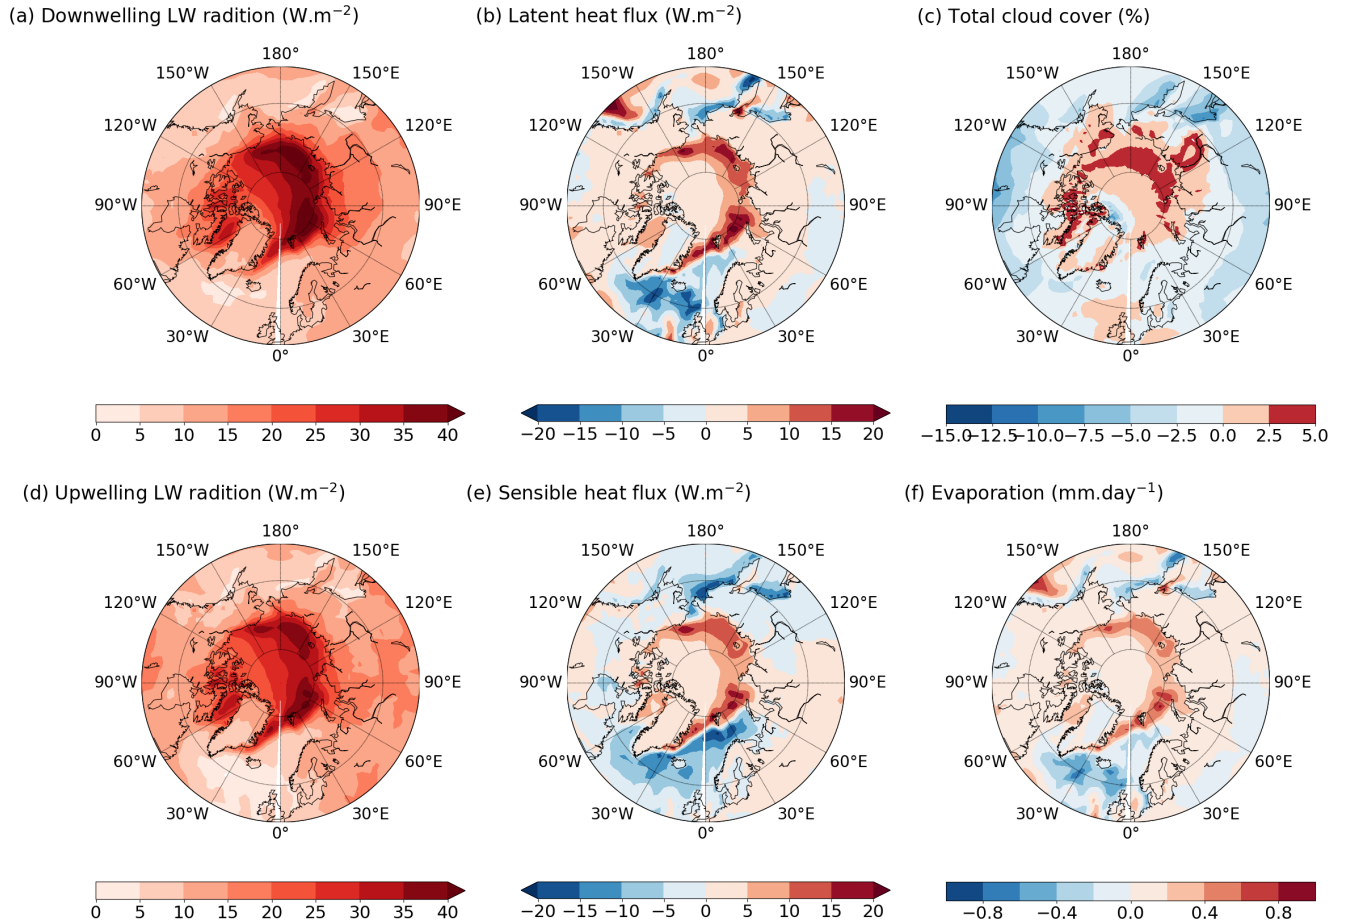 (a) Downwelling LW radition (W.m⁻²)
(b) Latent heat flux (W.m⁻²)
(c) Total cloud cover (%)
180°
150°W 150°E
120°W 120°E
90°W 90°E
60°W 60°E
30°W 30°E
0°
180°
150°W 150°E
120°W 120°E
90°W 90°E
60°W 60°E
30°W 30°E
0°
180°
150°W 150°E
120°W 120°E
90°W 90°E
60°W 60°E
30°W 30°E
0°
0 5 10 15 20 25 30 35 40
−20 −15 −10 −5 0 5 10 15 20
−15.0 −12.5 −10.0 −7.5 −5.0 −2.5 0.0 2.5 5.0
(d) Upwelling LW radition (W.m⁻²)
(e) Sensible heat flux (W.m⁻²)
(f) Evaporation (mm.day⁻¹)
180°
150°W 150°E
120°W 120°E
90°W 90°E
60°W 60°E
30°W 30°E
0°
180°
150°W 150°E
120°W 120°E
90°W 90°E
60°W 60°E
30°W 30°E
0°
180°
150°W 150°E
120°W 120°E
90°W 90°E
60°W 60°E
30°W 30°E
0°
0 5 10 15 20 25 30 35 40
−20 −15 −10 −5 0 5 10 15 20
−0.8 −0.4 0.0 0.4 0.8